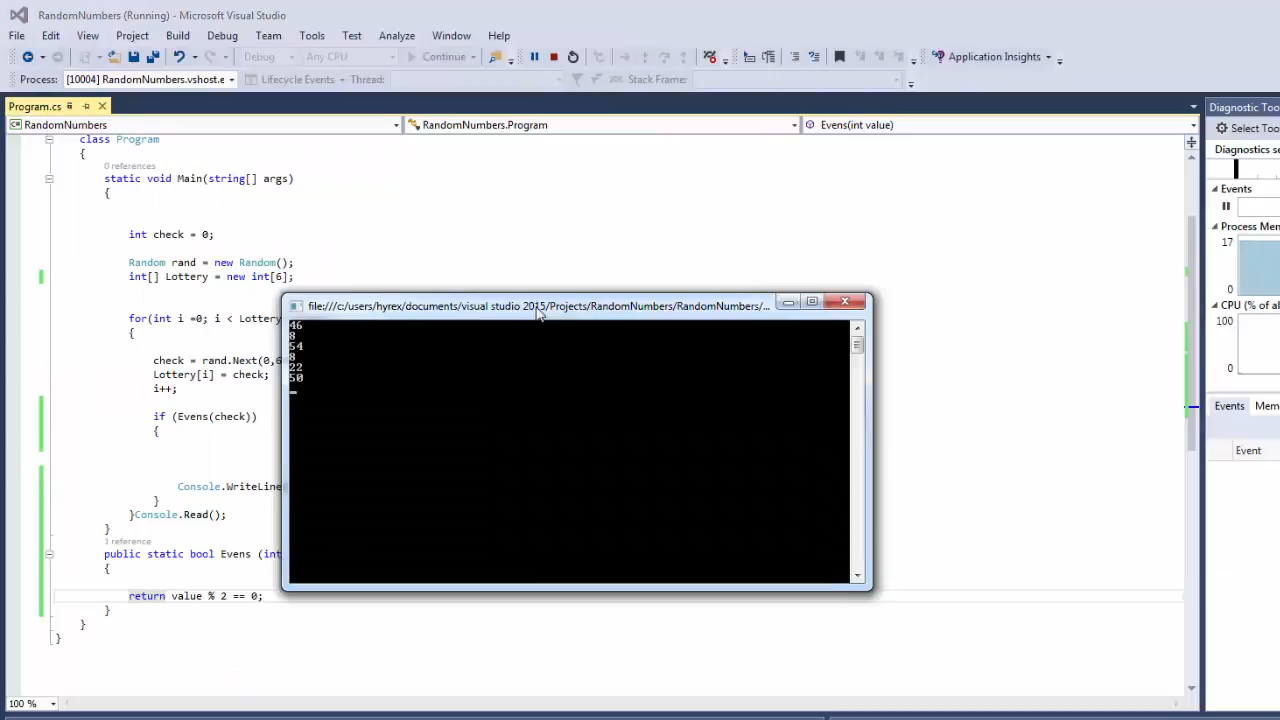 RandomNumbers (Running) - Microsoft Visual Studio
File Edit View Project Build Debug Team Tools Test Analyze Window Help
Debug Any CPU Continue Application Insights
Process: [10004] RandomNumbers.vshost.e Lifecycle Events Thread: Stack Frame:
Program.cs
Diagnostic Too
RandomNumbers RandomNumbers.Program Evens(int value)
Select Too
class Program
{
Diagnostics se
0 references
static void Main(string[] args)
{
Events
int check = 0;
Process Mem
17
0
Random rand = new Random();
int[] Lottery = new int[6];
CPU (% of al
100
0
file:///c:/users/hyrex/documents/visual studio 2015/Projects/RandomNumbers/RandomNumbers/...
46
8
54
8
22
50
for(int i =0; i < Lottery
{
check = rand.Next(0,6
Lottery[i] = check;
i++;
Events Mem
if (Evens(check))
{
Event
Console.WriteLine
}
}Console.Read();
}
1 reference
public static bool Evens (int
{
return value % 2 == 0;
}
}
}
100 %